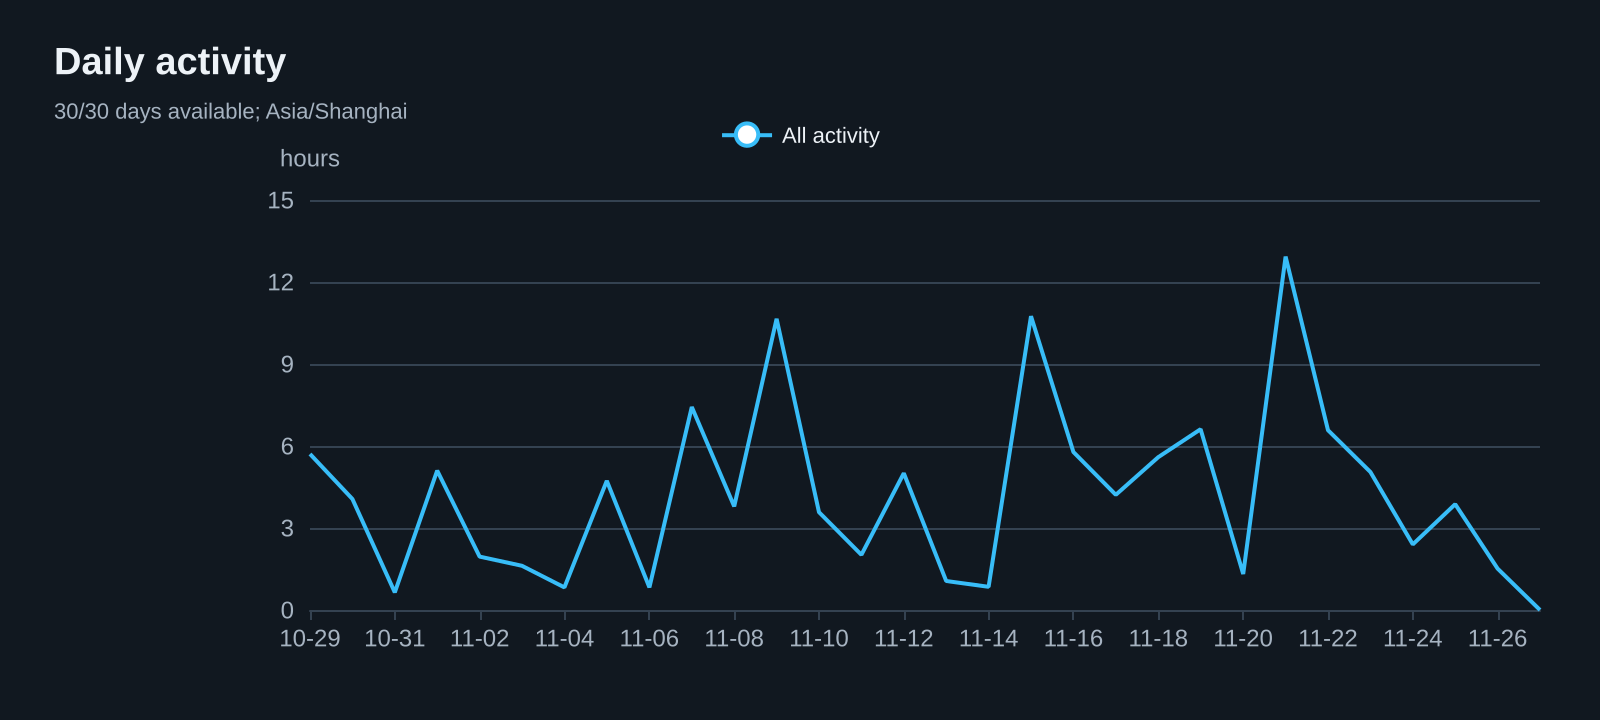 Daily activity
30/30 days available; Asia/Shanghai
All activity
hours
15
12
9
6
3
0
10-29 10-31 11-02 11-04 11-06 11-08 11-10 11-12 11-14 11-16 11-18 11-20 11-22 11-24 11-26